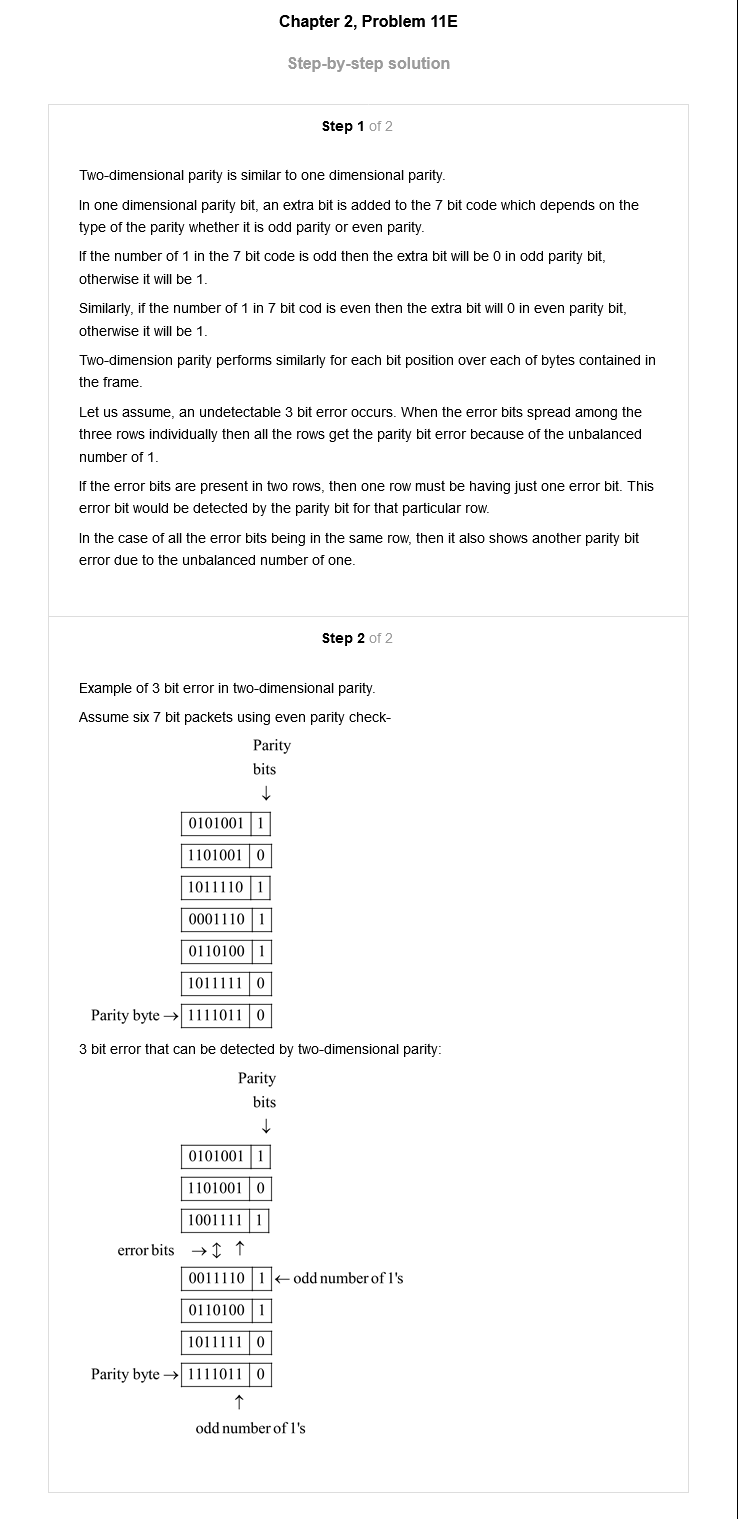 Chapter 2, Problem 11E
Step-by-step solution
Step 1 of 2
Two-dimensional parity is similar to one dimensional parity.
In one dimensional parity bit, an extra bit is added to the 7 bit code which depends on the
type of the parity whether it is odd parity or even parity.
If the number of 1 in the 7 bit code is odd then the extra bit will be 0 in odd parity bit,
otherwise it will be 1.
Similarly, if the number of 1 in 7 bit cod is even then the extra bit will 0 in even parity bit,
otherwise it will be 1.
Two-dimension parity performs similarly for each bit position over each of bytes contained in
the frame.
Let us assume, an undetectable 3 bit error occurs. When the error bits spread among the
three rows individually then all the rows get the parity bit error because of the unbalanced
number of 1.
If the error bits are present in two rows, then one row must be having just one error bit. This
error bit would be detected by the parity bit for that particular row.
In the case of all the error bits being in the same row, then it also shows another parity bit
error due to the unbalanced number of one.
Step 2 of 2
Example of 3 bit error in two-dimensional parity.
Assume six 7 bit packets using even parity check-
Parity
bits
↓
0101001 1
1101001 0
1011110 1
0001110 1
0110100 1
1011111 0
Parity byte → 1111011 0
3 bit error that can be detected by two-dimensional parity:
Parity
bits
↓
0101001 1
1101001 0
1001111 1
error bits → ↕ ↑
0011110 1 ← odd number of 1's
0110100 1
1011111 0
Parity byte → 1111011 0
↑
odd number of 1's